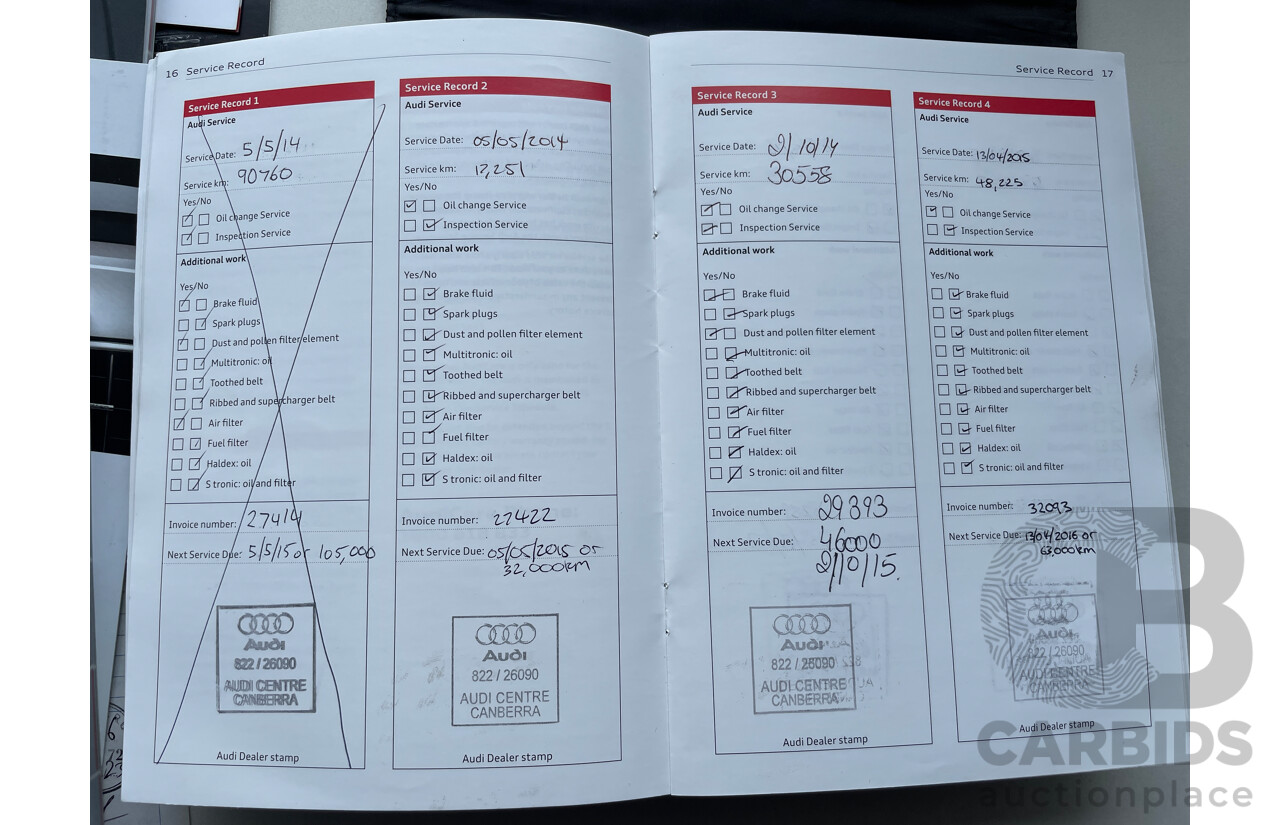 16 Service Record
Service Record 1
Audi Service
Service Date: 5/5/14
Service km: 90760
Yes/No
Oil change Service
Inspection Service
Additional work
Yes/No
Brake fluid
Spark plugs
Dust and pollen filter element
Multitronic: oil
Toothed belt
Ribbed and supercharger belt
Air filter
Fuel filter
Haldex: oil
S tronic: oil and filter
Invoice number: 27414
Next Service Due: 5/5/15 or 105,000
Audi
822 / 26090
AUDI CENTRE
CANBERRA
Audi Dealer stamp
Service Record 2
Audi Service
Service Date: 05/05/2014
Service km: 17,251
Yes/No
Oil change Service
Inspection Service
Additional work
Yes/No
Brake fluid
Spark plugs
Dust and pollen filter element
Multitronic: oil
Toothed belt
Ribbed and supercharger belt
Air filter
Fuel filter
Haldex: oil
S tronic: oil and filter
Invoice number: 27422
Next Service Due: 05/05/2015 or
32,000km
Audi
822 / 26090
AUDI CENTRE
CANBERRA
Audi Dealer stamp
Service Record 17
Service Record 3
Audi Service
Service Date: 2/10/14
Service km: 30558
Yes/No
Oil change Service
Inspection Service
Additional work
Yes/No
Brake fluid
Spark plugs
Dust and pollen filter element
Multitronic: oil
Toothed belt
Ribbed and supercharger belt
Air filter
Fuel filter
Haldex: oil
S tronic: oil and filter
Invoice number: 29393
Next Service Due: 46000
2/10/15.
Audi
822 / 26090
AUDI CENTRE
CANBERRA
Audi Dealer stamp
Service Record 4
Audi Service
Service Date: 13/04/2015
Service km: 48,225
Yes/No
Oil change Service
Inspection Service
Additional work
Yes/No
Brake fluid
Spark plugs
Dust and pollen filter element
Multitronic: oil
Toothed belt
Ribbed and supercharger belt
Air filter
Fuel filter
Haldex: oil
S tronic: oil and filter
Invoice number: 32093
Next Service Due: 13/04/2016 or
63,000km
Audi
822 / 26090
AUDI CENTRE
CANBERRA
Audi Dealer stamp
CARBIDS
auctionplace